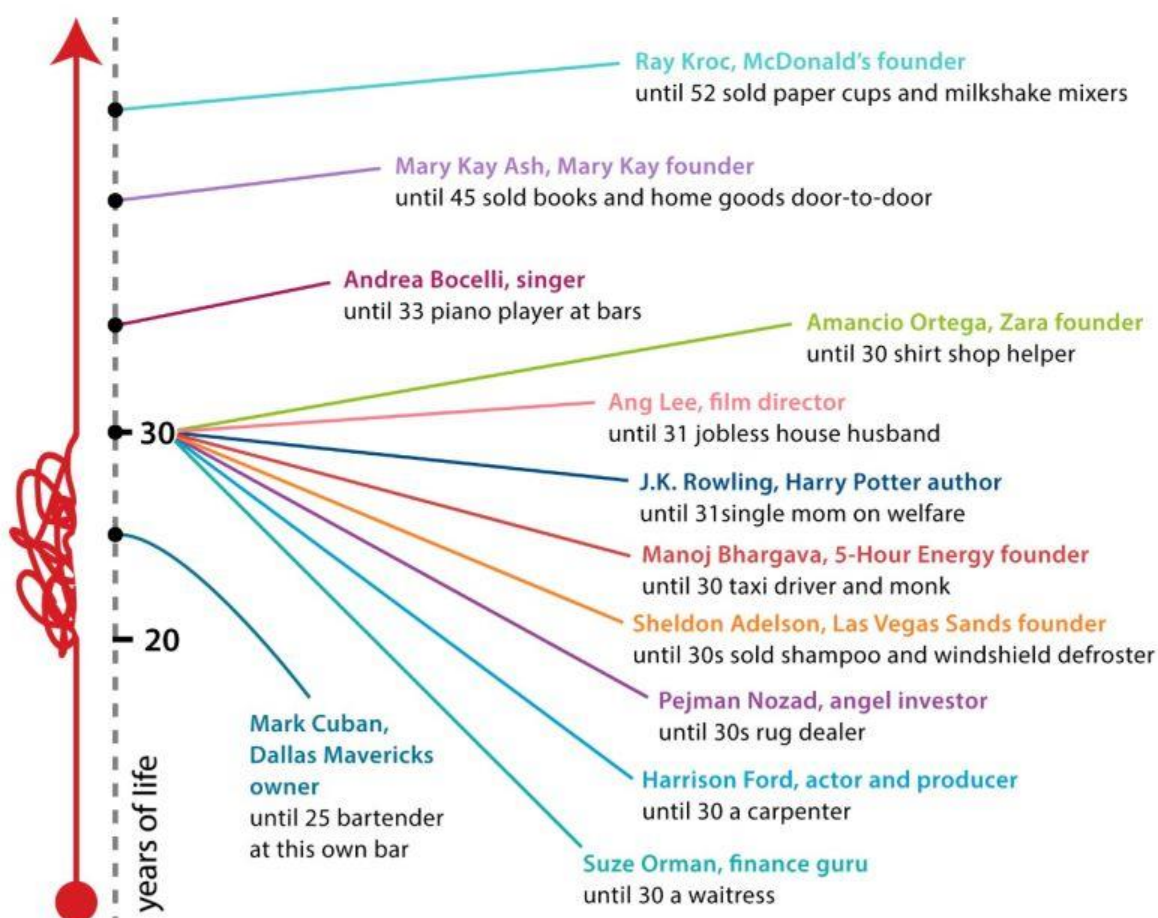 Ray Kroc, McDonald's founder
until 52 sold paper cups and milkshake mixers
Mary Kay Ash, Mary Kay founder
until 45 sold books and home goods door-to-door
Andrea Bocelli, singer
until 33 piano player at bars
Amancio Ortega, Zara founder
until 30 shirt shop helper
Ang Lee, film director
until 31 jobless house husband
30
J.K. Rowling, Harry Potter author
until 31single mom on welfare
Manoj Bhargava, 5-Hour Energy founder
until 30 taxi driver and monk
Sheldon Adelson, Las Vegas Sands founder
until 30s sold shampoo and windshield defroster
20
Pejman Nozad, angel investor
until 30s rug dealer
Mark Cuban,
Dallas Mavericks
owner
until 25 bartender
at this own bar
Harrison Ford, actor and producer
until 30 a carpenter
Suze Orman, finance guru
until 30 a waitress
years of life